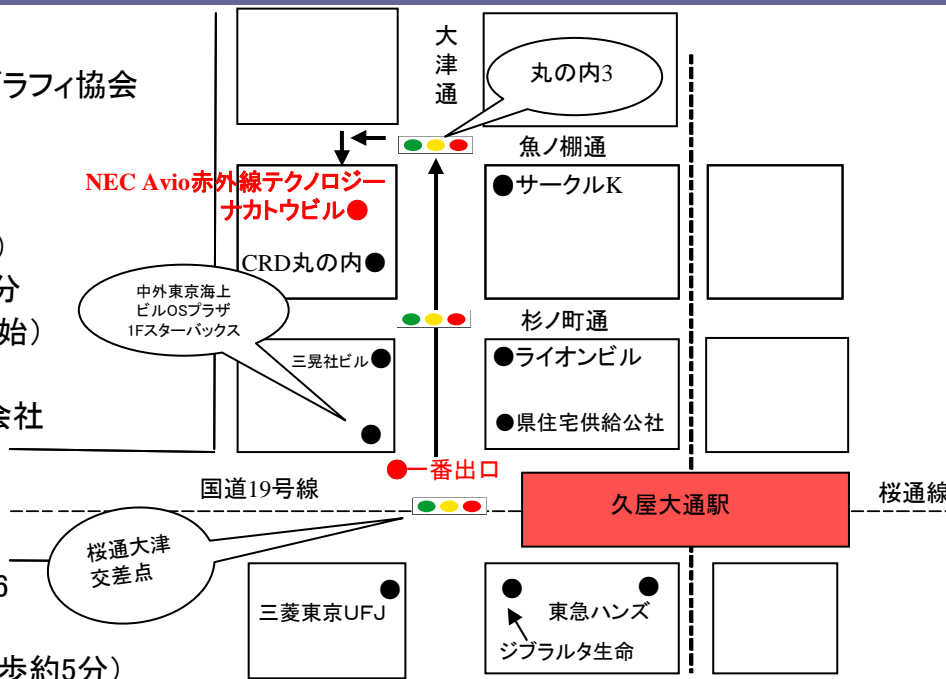 ラフィ協会
大津通
丸の内3
魚ノ棚通
NEC Avio赤外線テクノロジー
ナカトウビル
サークルK
)
CRD丸の内
分
中外東京海上
ビルOSプラザ
1Fスターバックス
杉ノ町通
始）
三晃社ビル
ライオンビル
会社
県住宅供給公社
一番出口
国道19号線
久屋大通駅
桜通線
桜通大津
交差点
6
三菱東京UFJ
東急ハンズ
ジブラルタ生命
歩約5分）